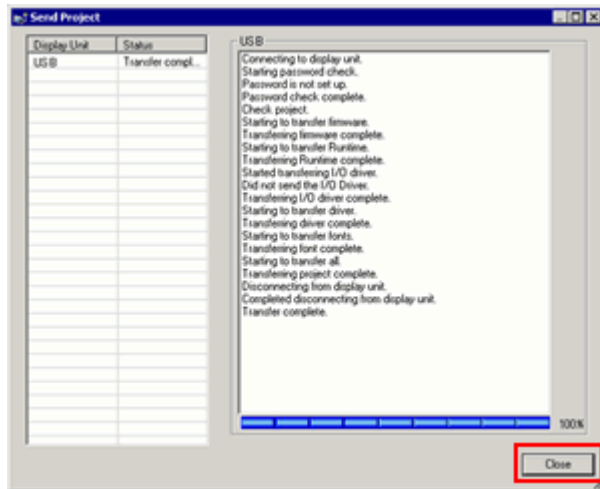 Send Project
Display Unit Status
USB Transfer compl...
USB
Connecting to display unit.
Starting password check.
Password is not set up.
Password check complete.
Check project.
Starting to transfer firmware.
Transferring firmware complete.
Starting to transfer Runtime.
Transferring Runtime complete.
Started transferring I/O driver.
Did not send the I/O Driver.
Transferring I/O driver complete.
Starting to transfer driver.
Transferring driver complete.
Starting to transfer fonts.
Transferring font complete.
Starting to transfer all.
Transferring project complete.
Disconnecting from display unit.
Completed disconnecting from display unit.
Transfer complete.
100%
Close